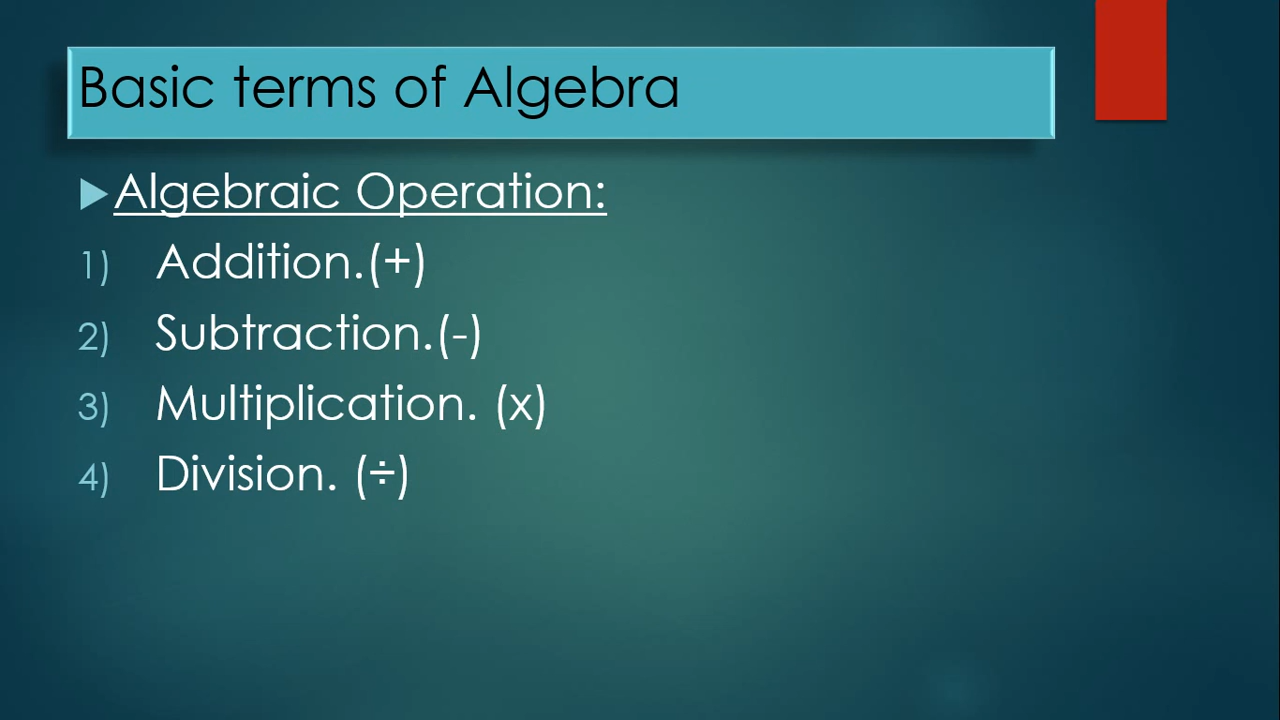 Basic terms of Algebra
Algebraic Operation:
1) Addition.(+)
2) Subtraction.(-)
3) Multiplication. (x)
4) Division. (÷)